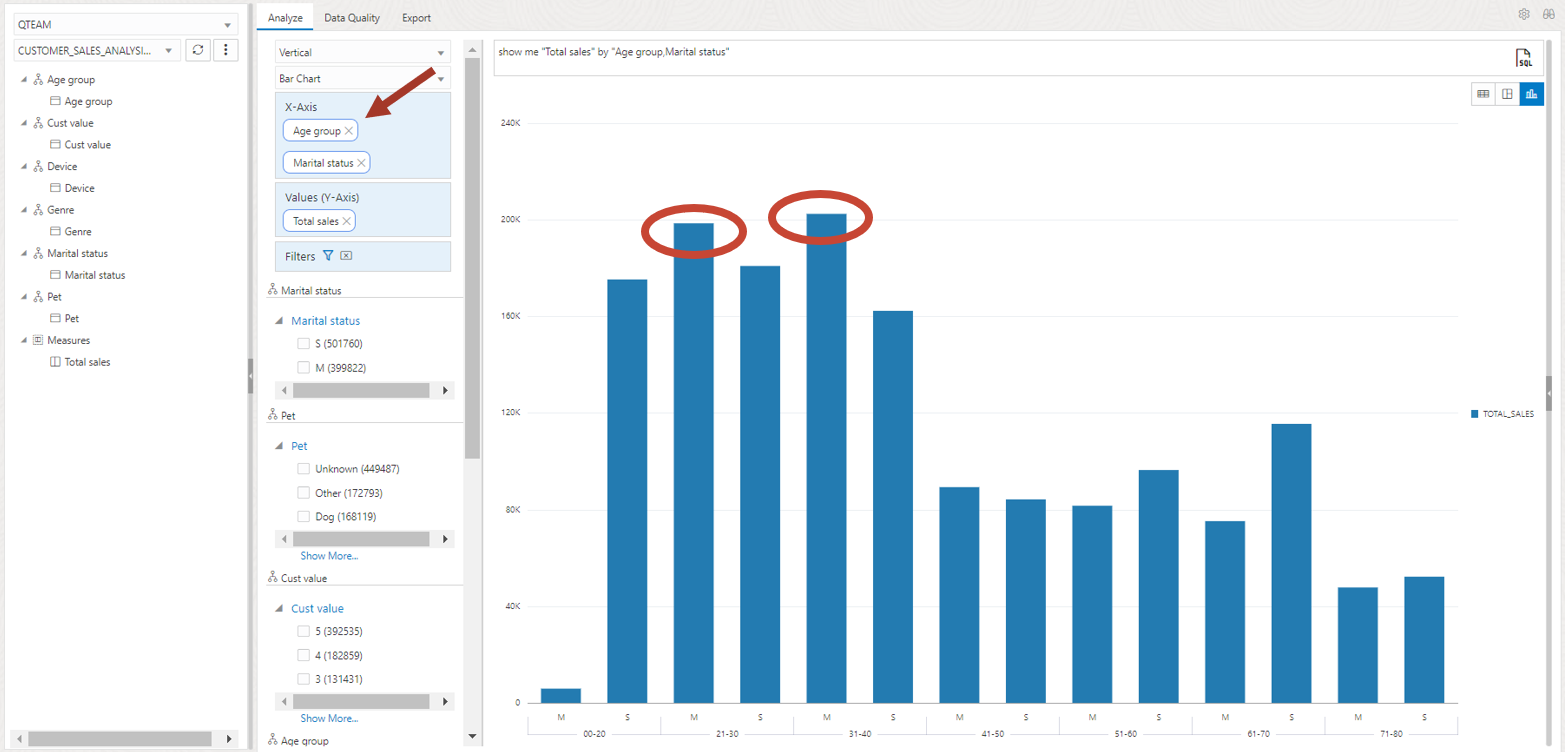 QTEAM
CUSTOMER_SALES_ANALYSI...
Age group
Age group
Cust value
Cust value
Device
Device
Genre
Genre
Marital status
Marital status
Pet
Pet
Measures
Total sales
Analyze Data Quality Export
Vertical
Bar Chart
X-Axis
Age group
Marital status
Values (Y-Axis)
Total sales
Filters
Marital status
Marital status
S (501760)
M (399822)
Pet
Pet
Unknown (449487)
Other (172793)
Dog (168119)
Show More...
Cust value
Cust value
5 (392535)
4 (182859)
3 (131431)
Show More...
Age group
show me "Total sales" by "Age group,Marital status"
SQL
240K
200K
160K
120K
80K
40K
0
M S M S M S M S M S M S M S
00-20 21-30 31-40 41-50 51-60 61-70 71-80
TOTAL_SALES